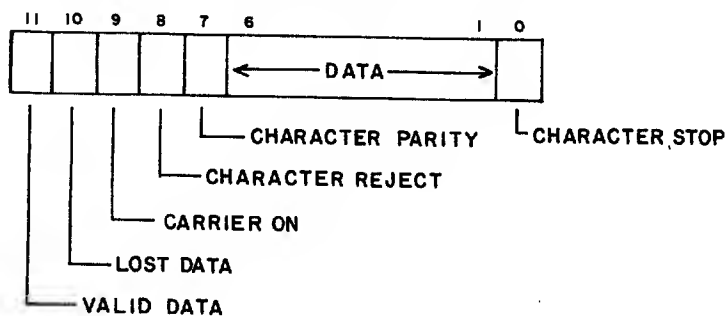 11 10 9 8 7 6 1 0
DATA
CHARACTER PARITY
CHARACTER STOP
CHARACTER REJECT
CARRIER ON
LOST DATA
VALID DATA